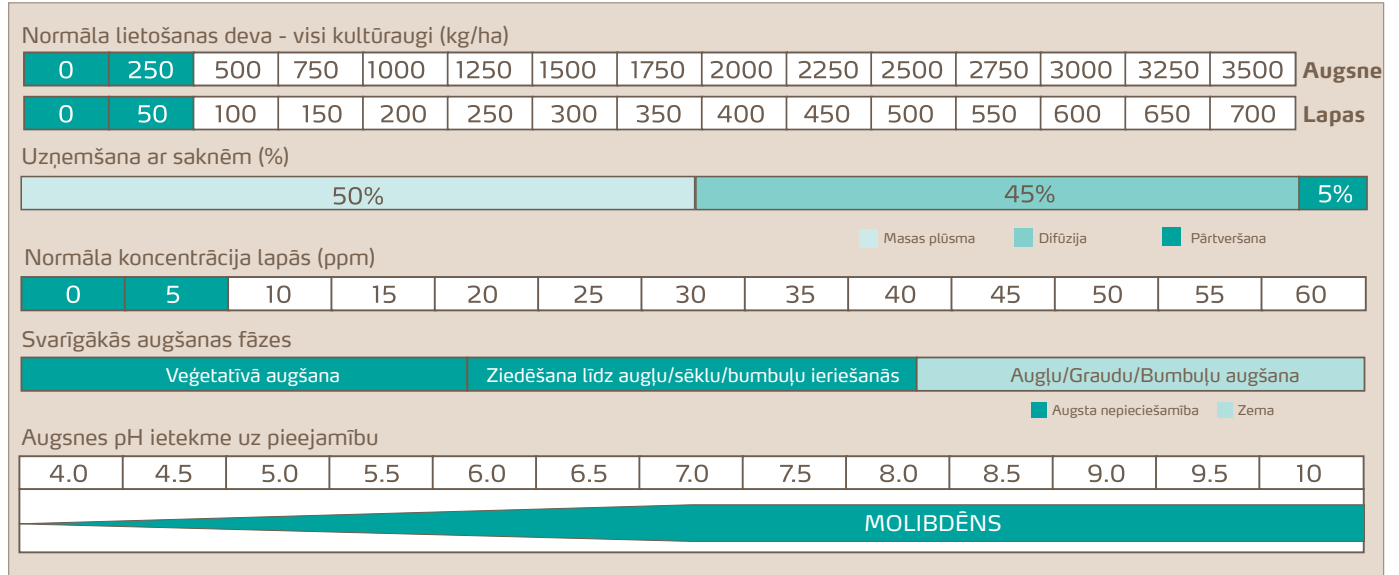 Normāla lietošanas deva - visi kultūraugi (kg/ha)
0 250 500 750 1000 1250 1500 1750 2000 2250 2500 2750 3000 3250 3500 Augsne
0 50 100 150 200 250 300 350 400 450 500 550 600 650 700 Lapas
Uzņemšana ar saknēm (%)
50% 45% 5%
Masas plūsma Difūzija Pārtveršana
Normāla koncentrācija lapās (ppm)
0 5 10 15 20 25 30 35 40 45 50 55 60
Svarīgākās augšanas fāzes
Veģetatīvā augšana Ziedēšana līdz augļu/sēklu/bumbuļu ieriešanās Augļu/Graudu/Bumbuļu augšana
Augsta nepieciešamība Zema
Augsnes pH ietekme uz pieejamību
4.0 4.5 5.0 5.5 6.0 6.5 7.0 7.5 8.0 8.5 9.0 9.5 10
MOLIBDĒNS